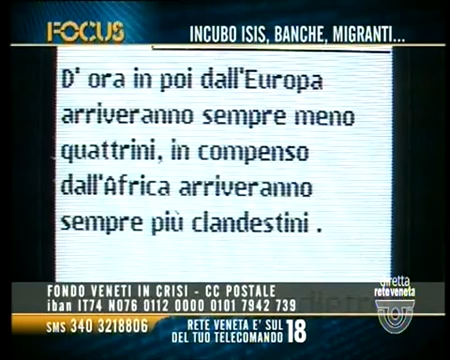 FOCUS
INCUBO ISIS, BANCHE, MIGRANTI...
D' ora in poi dall'Europa
arriveranno sempre meno
quattrini, in compenso
dall'Africa arriveranno
sempre più clandestini .
diretta
reteveneta
FONDO VENETI IN CRISI - CC POSTALE
iban IT74 N076 0112 0000 0101 7942 739
SMS 340 3218806
RETE VENETA E' SUL
DEL TUO TELECOMANDO 18